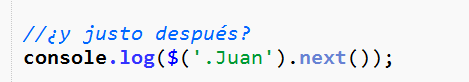 //¿y justo después?
console.log($('.Juan').next());